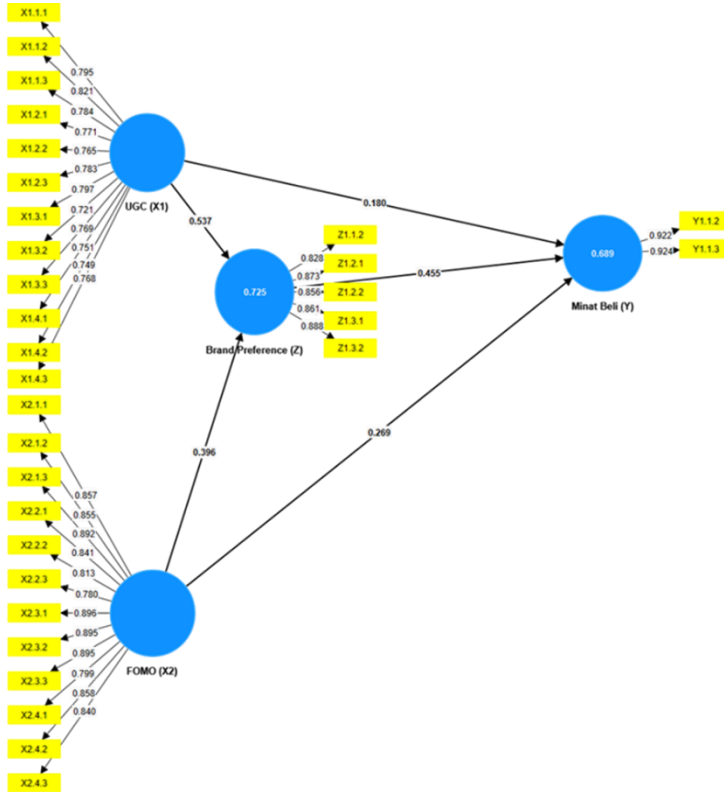 X1.1.1
X1.1.2
X1.1.3
X1.2.1
X1.2.2
X1.2.3
X1.3.1
X1.3.2
X1.3.3
X1.4.1
X1.4.2
X1.4.3
0.795
0.821
0.784
0.771
0.765
0.783
0.797
0.721
0.769
0.751
0.749
0.768
UGC (X1)
0.537
0.180
0.725
Brand Preference (Z)
0.828
0.873
0.856
0.861
0.888
Z1.1.2
Z1.2.1
Z1.2.2
Z1.3.1
Z1.3.2
0.455
0.689
Minat Beli (Y)
0.922
0.924
Y1.1.2
Y1.1.3
0.396
0.269
X2.1.1
X2.1.2
X2.1.3
X2.2.1
X2.2.2
X2.2.3
X2.3.1
X2.3.2
X2.3.3
X2.4.1
X2.4.2
X2.4.3
0.857
0.855
0.892
0.841
0.813
0.780
0.896
0.895
0.895
0.799
0.858
0.840
FOMO (X2)